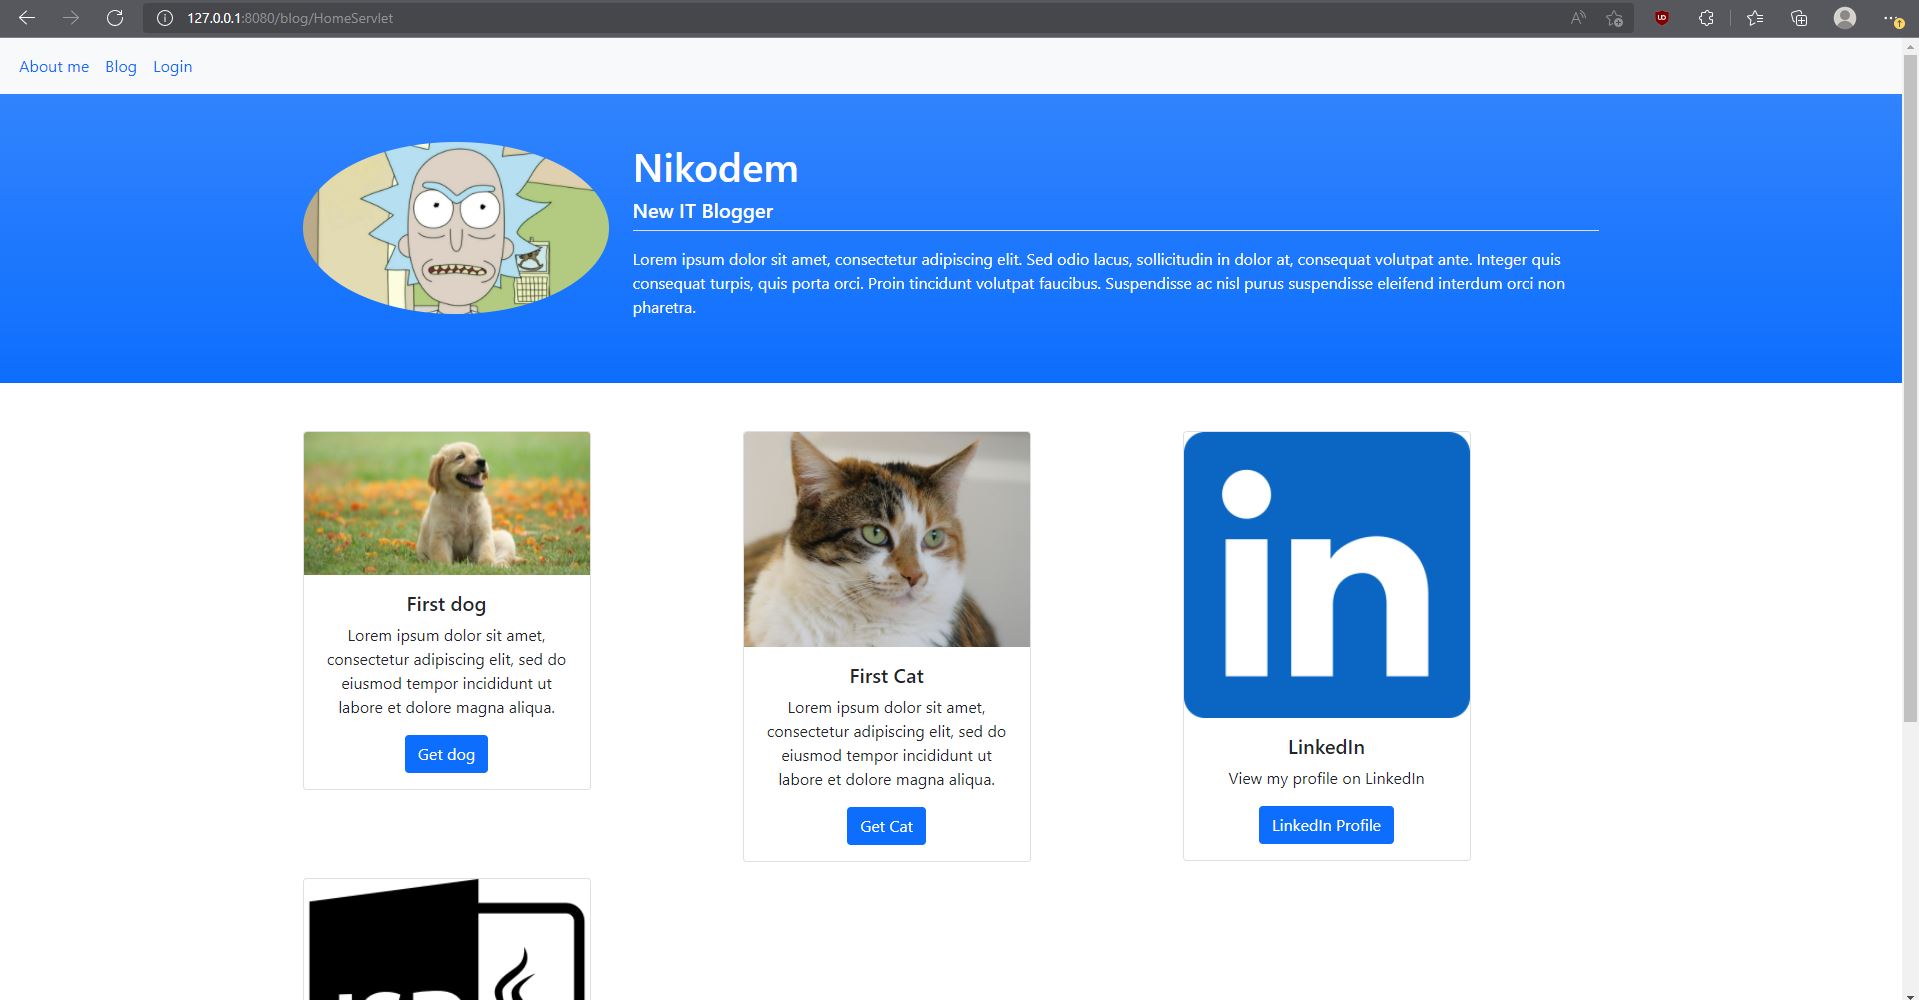 127.0.0.1:8080/blog/HomeServlet
About me Blog Login
Nikodem
New IT Blogger
Lorem ipsum dolor sit amet, consectetur adipiscing elit. Sed odio lacus, sollicitudin in dolor at, consequat volutpat ante. Integer quis
consequat turpis, quis porta orci. Proin tincidunt volutpat faucibus. Suspendisse ac nisl purus suspendisse eleifend interdum orci non
pharetra.
First dog
Lorem ipsum dolor sit amet,
consectetur adipiscing elit, sed do
eiusmod tempor incididunt ut
labore et dolore magna aliqua.
Get dog
First Cat
Lorem ipsum dolor sit amet,
consectetur adipiscing elit, sed do
eiusmod tempor incididunt ut
labore et dolore magna aliqua.
Get Cat
in
LinkedIn
View my profile on LinkedIn
LinkedIn Profile